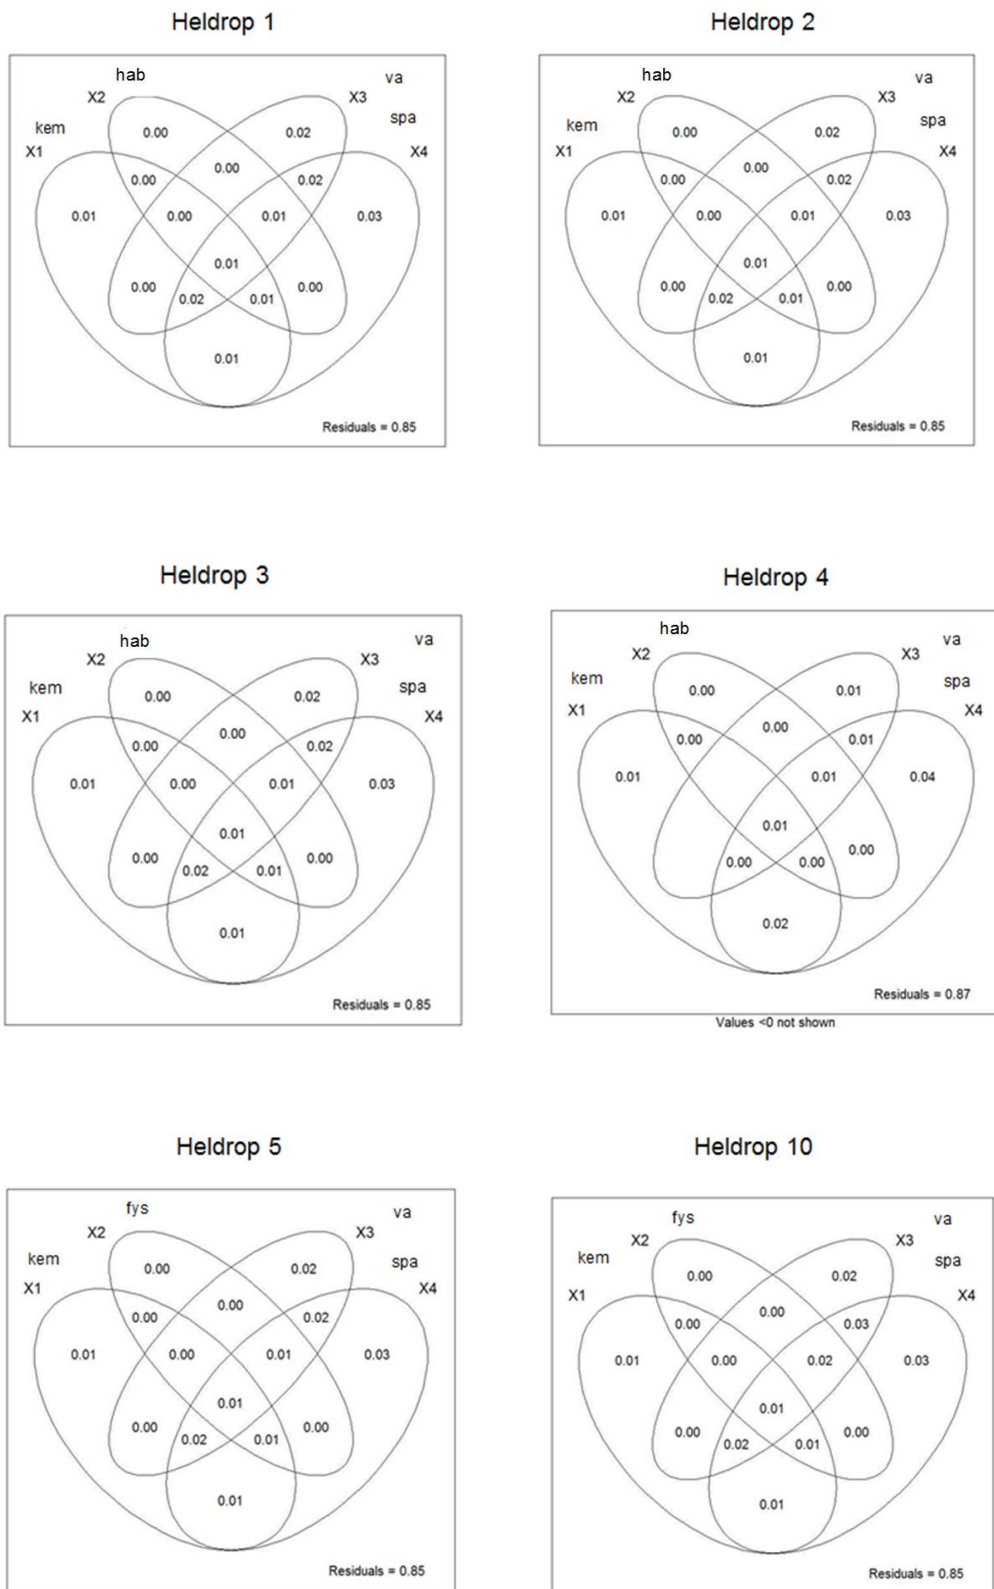 Heldrop 1
hab
va
X2
X3
kem
spa
X1
X4
0.00
0.02
0.00
0.00
0.02
0.01
0.00
0.01
0.03
0.01
0.00
0.02
0.01
0.00
0.01
Residuals = 0.85
Heldrop 2
hab
va
X2
X3
kem
spa
X1
X4
0.00
0.02
0.00
0.00
0.02
0.01
0.00
0.01
0.03
0.01
0.00
0.02
0.01
0.00
0.01
Residuals = 0.85
Heldrop 3
hab
va
X2
X3
kem
spa
X1
X4
0.00
0.02
0.00
0.00
0.02
0.01
0.00
0.01
0.03
0.01
0.00
0.02
0.01
0.00
0.01
Residuals = 0.85
Heldrop 4
hab
va
X2
X3
kem
spa
X1
X4
0.00
0.01
0.00
0.00
0.01
0.01
0.01
0.04
0.01
0.00
0.00
0.00
0.02
Residuals = 0.87
Values <0 not shown
Heldrop 5
fys
va
X2
X3
kem
spa
X1
X4
0.00
0.02
0.00
0.00
0.02
0.01
0.00
0.01
0.03
0.01
0.00
0.02
0.01
0.00
0.01
Residuals = 0.85
Heldrop 10
fys
va
X2
X3
kem
spa
X1
X4
0.00
0.02
0.00
0.00
0.03
0.01
0.00
0.02
0.03
0.01
0.00
0.02
0.01
0.00
0.01
Residuals = 0.85